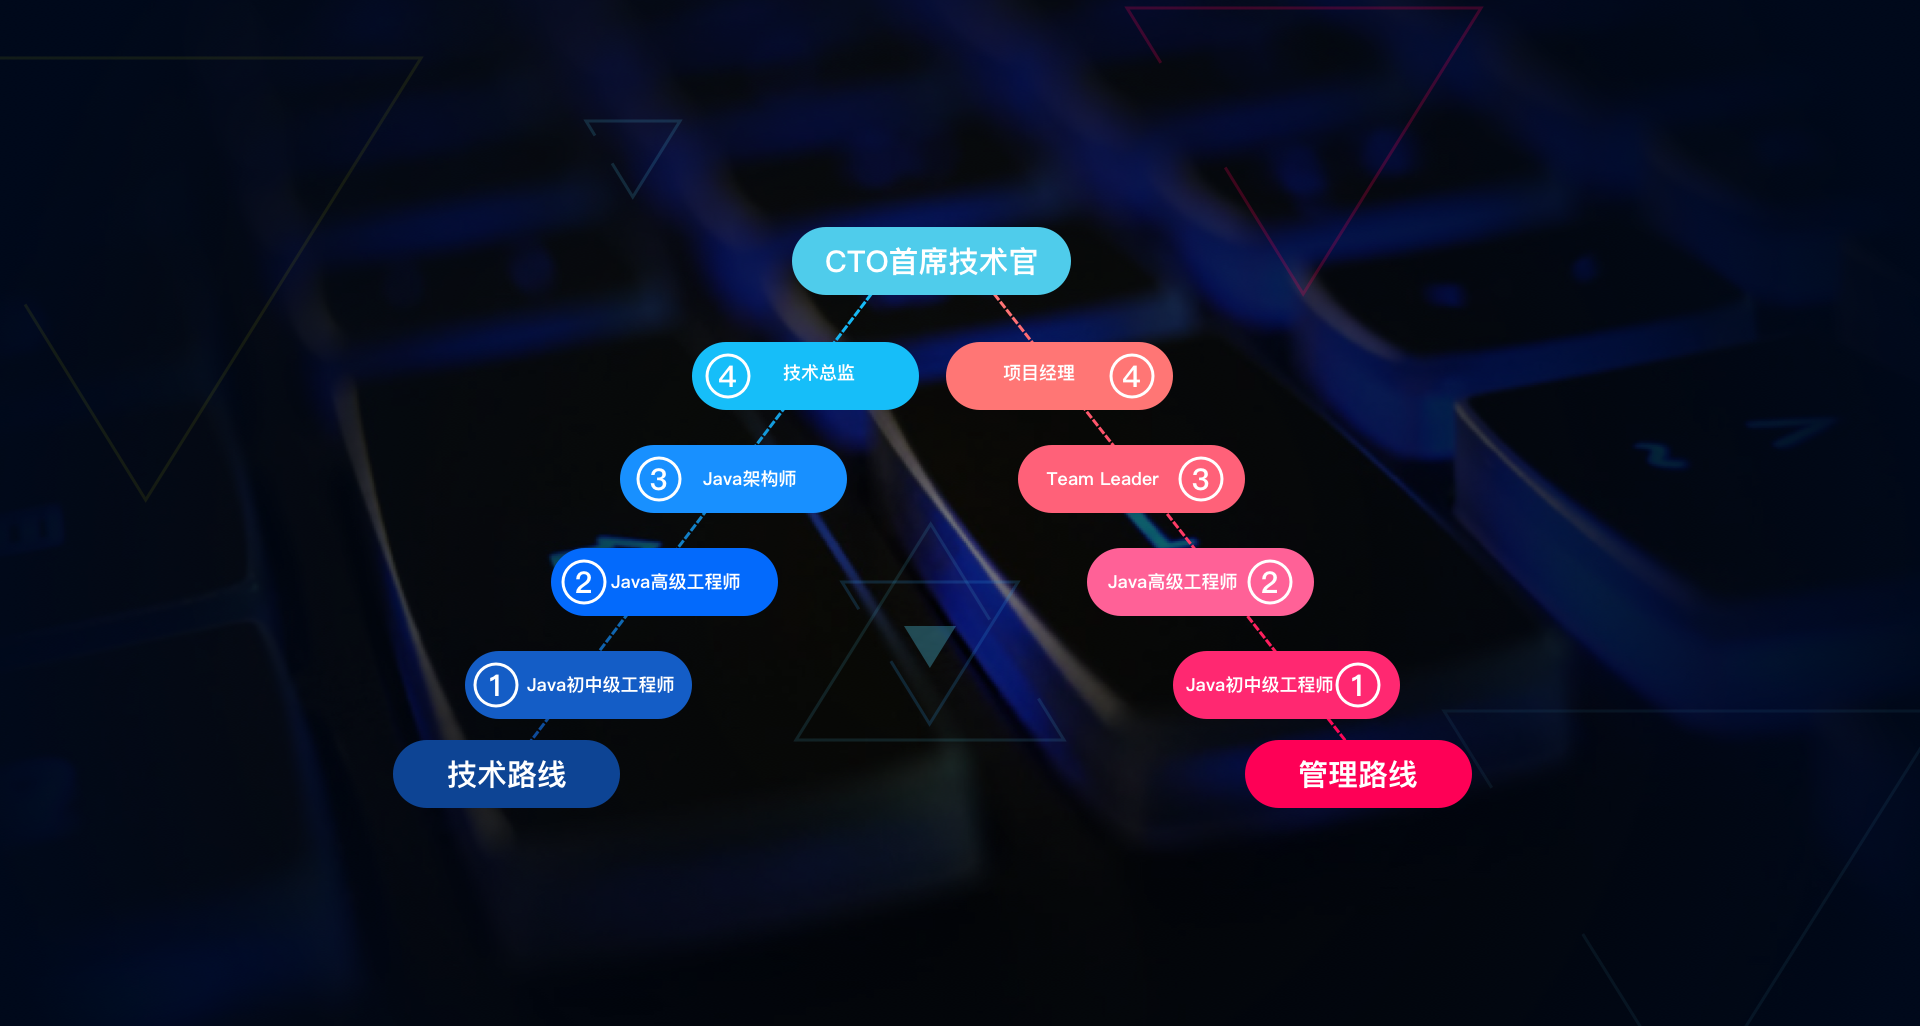 CTO首席技术官
④ 技术总监
项目经理 ④
③ Java架构师
Team Leader ③
② Java高级工程师
Java高级工程师 ②
① Java初中级工程师
Java初中级工程师 ①
技术路线
管理路线